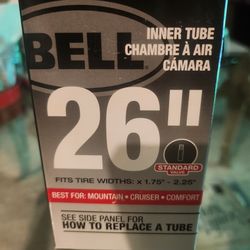 BELL
INNER TUBE
CHAMBRE À AIR
CÁMARA
26"
STANDARD
VALVE
FITS TIRE WIDTHS: x 1.75" - 2.25"
BEST FOR: MOUNTAIN • CRUISER • COMFORT
SEE SIDE PANEL FOR
HOW TO REPLACE A TUBE